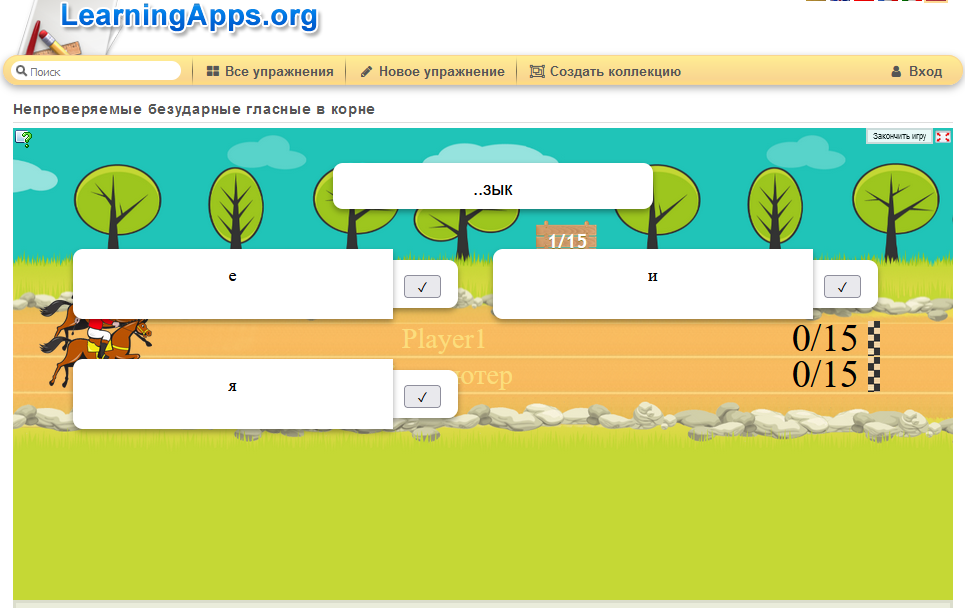 LearningApps.org
Поиск
Все упражнения
Новое упражнение
Создать коллекцию
Вход
Непроверяемые безударные гласные в корне
Закончить игру
..зык
1/15
е
✓
и
✓
Player1
0/15
0/15
я
✓